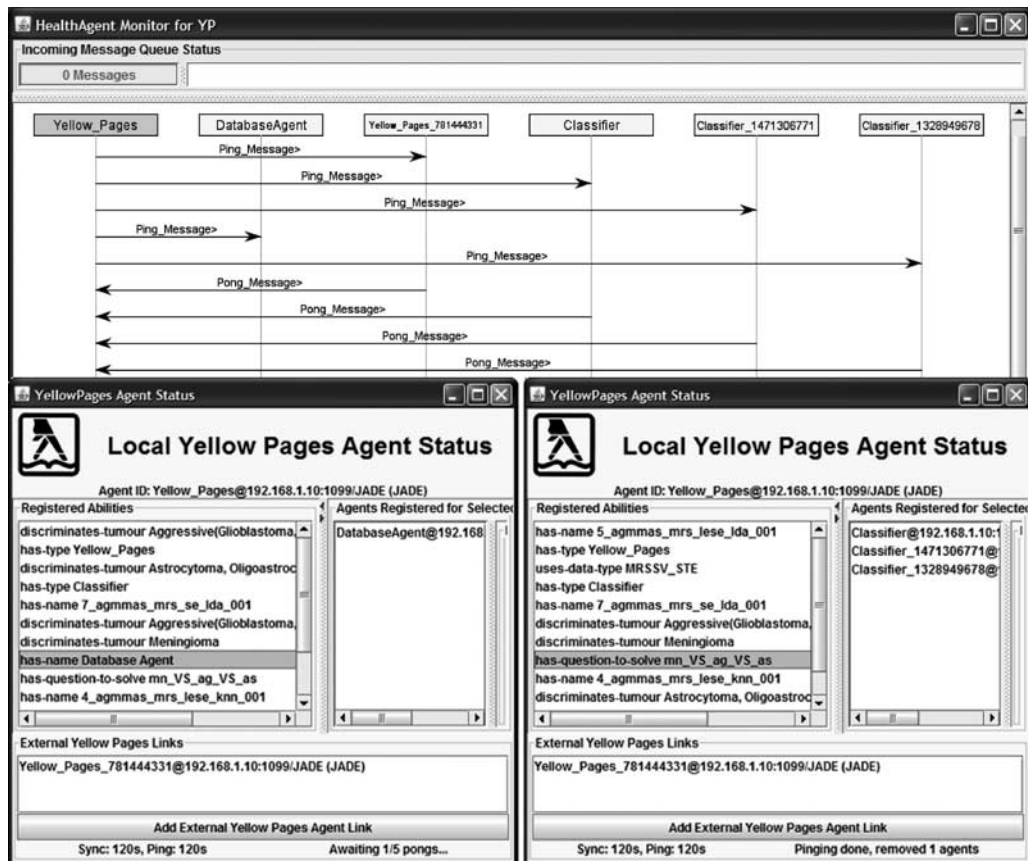 HealthAgent Monitor for YP
Incoming Message Queue Status
0 Messages
Yellow_Pages
DatabaseAgent
Yellow_Pages_781444331
Classifier
Classifier_1471306771
Classifier_1328949678
Ping_Message>
Ping_Message>
Ping_Message>
Ping_Message>
Ping_Message>
Pong_Message>
Pong_Message>
Pong_Message>
Pong_Message>
YellowPages Agent Status
Local Yellow Pages Agent Status
Agent ID: Yellow_Pages@192.168.1.10:1099/JADE (JADE)
Registered Abilities
discriminates-tumour Aggressive(Glioblastoma,
has-type Yellow_Pages
discriminates-tumour Astrocytoma, Oligoastroc
has-type Classifier
has-name 7_agmmas_mrs_se_lda_001
discriminates-tumour Aggressive(Glioblastoma,
discriminates-tumour Meningioma
has-name Database Agent
has-question-to-solve mn_VS_ag_VS_as
has-name 4_agmmas_mrs_lese_knn_001
Agents Registered for Selecte
DatabaseAgent@192.168
External Yellow Pages Links
Yellow_Pages_781444331@192.168.1.10:1099/JADE (JADE)
Add External Yellow Pages Agent Link
Sync: 120s, Ping: 120s
Awaiting 1/5 pongs...
YellowPages Agent Status
Local Yellow Pages Agent Status
Agent ID: Yellow_Pages@192.168.1.10:1099/JADE (JADE)
Registered Abilities
has-name 5_agmmas_mrs_lese_lda_001
has-type Yellow_Pages
uses-data-type MRSSV_STE
has-type Classifier
has-name 7_agmmas_mrs_se_lda_001
discriminates-tumour Aggressive(Glioblastoma,
discriminates-tumour Meningioma
has-question-to-solve mn_VS_ag_VS_as
has-name 4_agmmas_mrs_lese_knn_001
discriminates-tumour Astrocytoma, Oligoastroc
Agents Registered for Selecte
Classifier@192.168.1.10:1
Classifier_1471306771@
Classifier_1328949678@
External Yellow Pages Links
Yellow_Pages_781444331@192.168.1.10:1099/JADE (JADE)
Add External Yellow Pages Agent Link
Sync: 120s, Ping: 120s
Pinging done, removed 1 agents